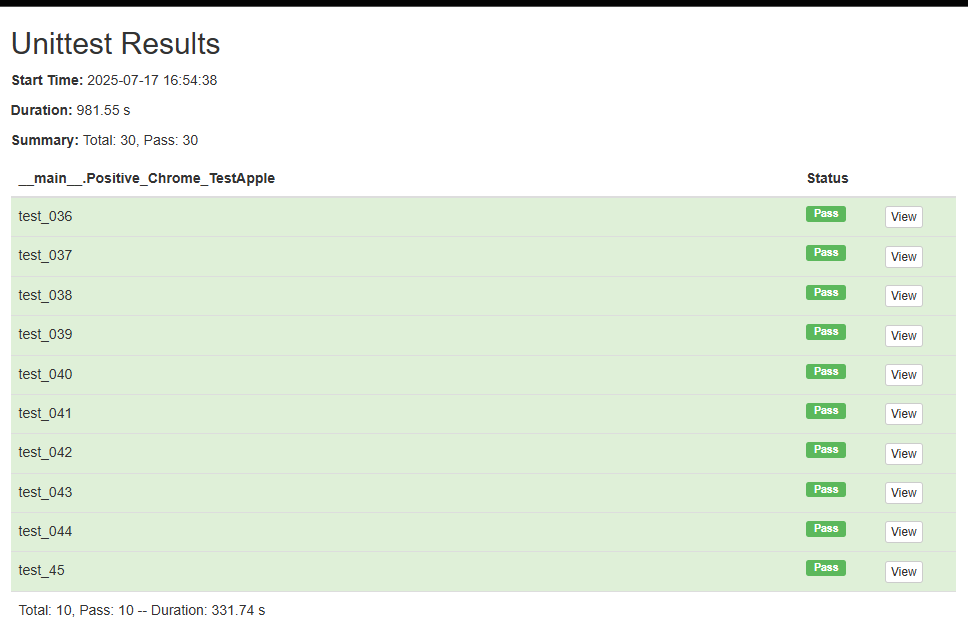 Unittest Results
Start Time: 2025-07-17 16:54:38
Duration: 981.55 s
Summary: Total: 30, Pass: 30
__main__.Positive_Chrome_TestApple Status
test_036 Pass View
test_037 Pass View
test_038 Pass View
test_039 Pass View
test_040 Pass View
test_041 Pass View
test_042 Pass View
test_043 Pass View
test_044 Pass View
test_45 Pass View
Total: 10, Pass: 10 -- Duration: 331.74 s